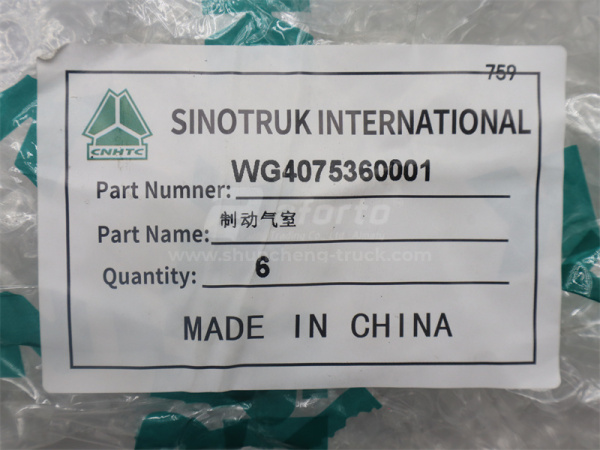 759
SINOTRUK INTERNATIONAL
CNHTC
Part Numner: WG4075360001
Part Name: 制动气室
Quantity: 6
MADE IN CHINA